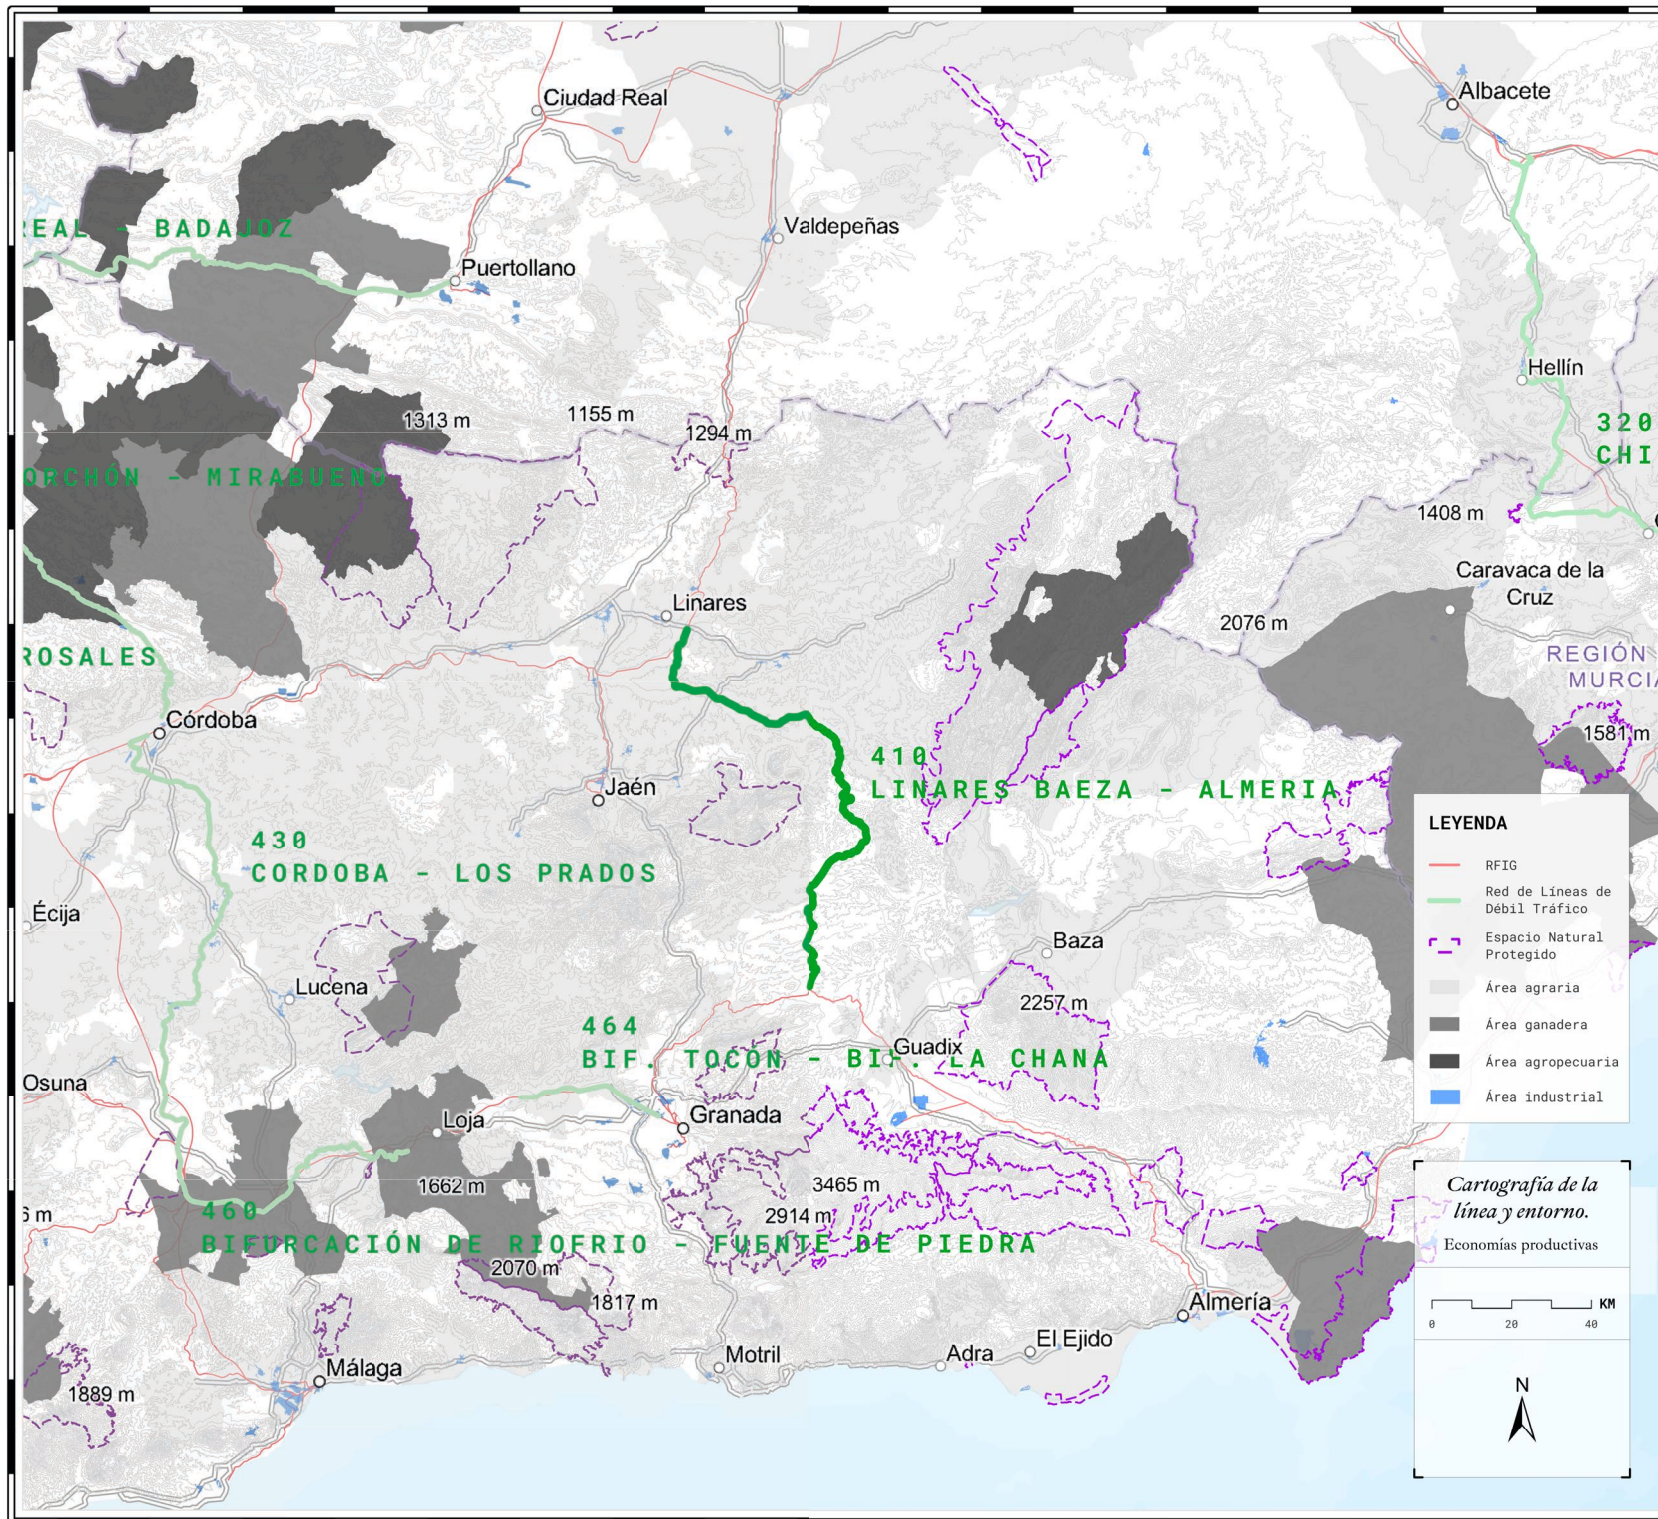 Ciudad Real
Albacete
REAL - BADAJOZ
Valdepeñas
Puertollano
Hellín
1313 m
1155 m
1294 m
320
CHI
ORCHÓN - MIRABUENO
1408 m
Caravaca de la
Cruz
Linares
2076 m
ROSALES
REGIÓN
MURCIA
Córdoba
1581 m
410
LINARES BAEZA - ALMERIA
Jaén
430
CORDOBA - LOS PRADOS
Écija
Baza
Lucena
2257 m
464
BIF. TOCÓN - BIF. LA CHANA
Guadix
Osuna
Loja
Granada
1662 m
3465 m
2914 m
6 m
460
BIFURCACIÓN DE RIOFRIO - FUENTE DE PIEDRA
2070 m
1817 m
Almería
El Ejido
Adra
Motril
Málaga
1889 m
LEYENDA
RFIG
Red de Líneas de
Débil Tráfico
Espacio Natural
Protegido
Área agraria
Área ganadera
Área agropecuaria
Área industrial
Cartografía de la
línea y entorno.
Economías productivas
KM
0 20 40
N